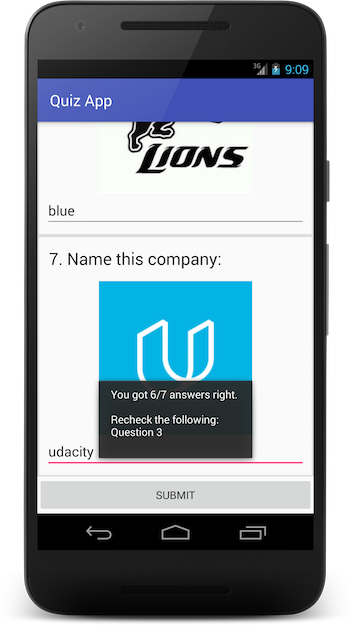 3G 9:09
Quiz App
LIONS
blue
7. Name this company:
You got 6/7 answers right.
Recheck the following:
Question 3
udacity
SUBMIT